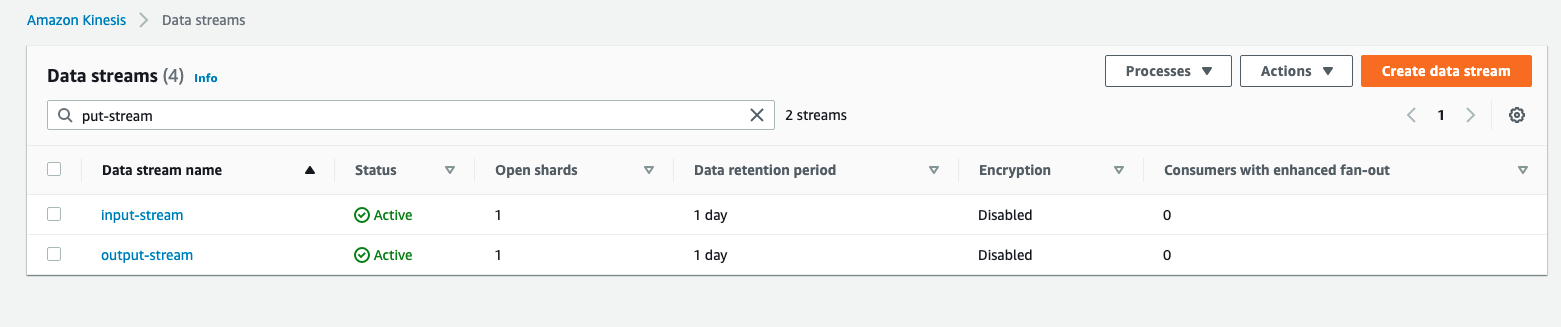 Amazon Kinesis Data streams
Data streams (4) Info Processes Actions Create data stream
put-stream 2 streams 1
Data stream name Status Open shards Data retention period Encryption Consumers with enhanced fan-out
input-stream Active 1 1 day Disabled 0
output-stream Active 1 1 day Disabled 0